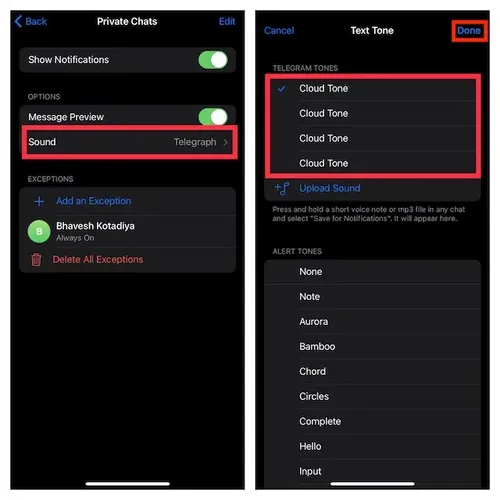 Back Private Chats Edit
Show Notifications
OPTIONS
Message Preview
Sound Telegraph
EXCEPTIONS
Add an Exception
B Bhavesh Kotadiya
Always On
Delete All Exceptions
Cancel Text Tone Done
TELEGRAM TONES
Cloud Tone
Cloud Tone
Cloud Tone
Cloud Tone
Upload Sound
Press and hold a short voice note or mp3 file in any chat
and select "Save for Notifications". It will appear here.
ALERT TONES
None
Note
Aurora
Bamboo
Chord
Circles
Complete
Hello
Input